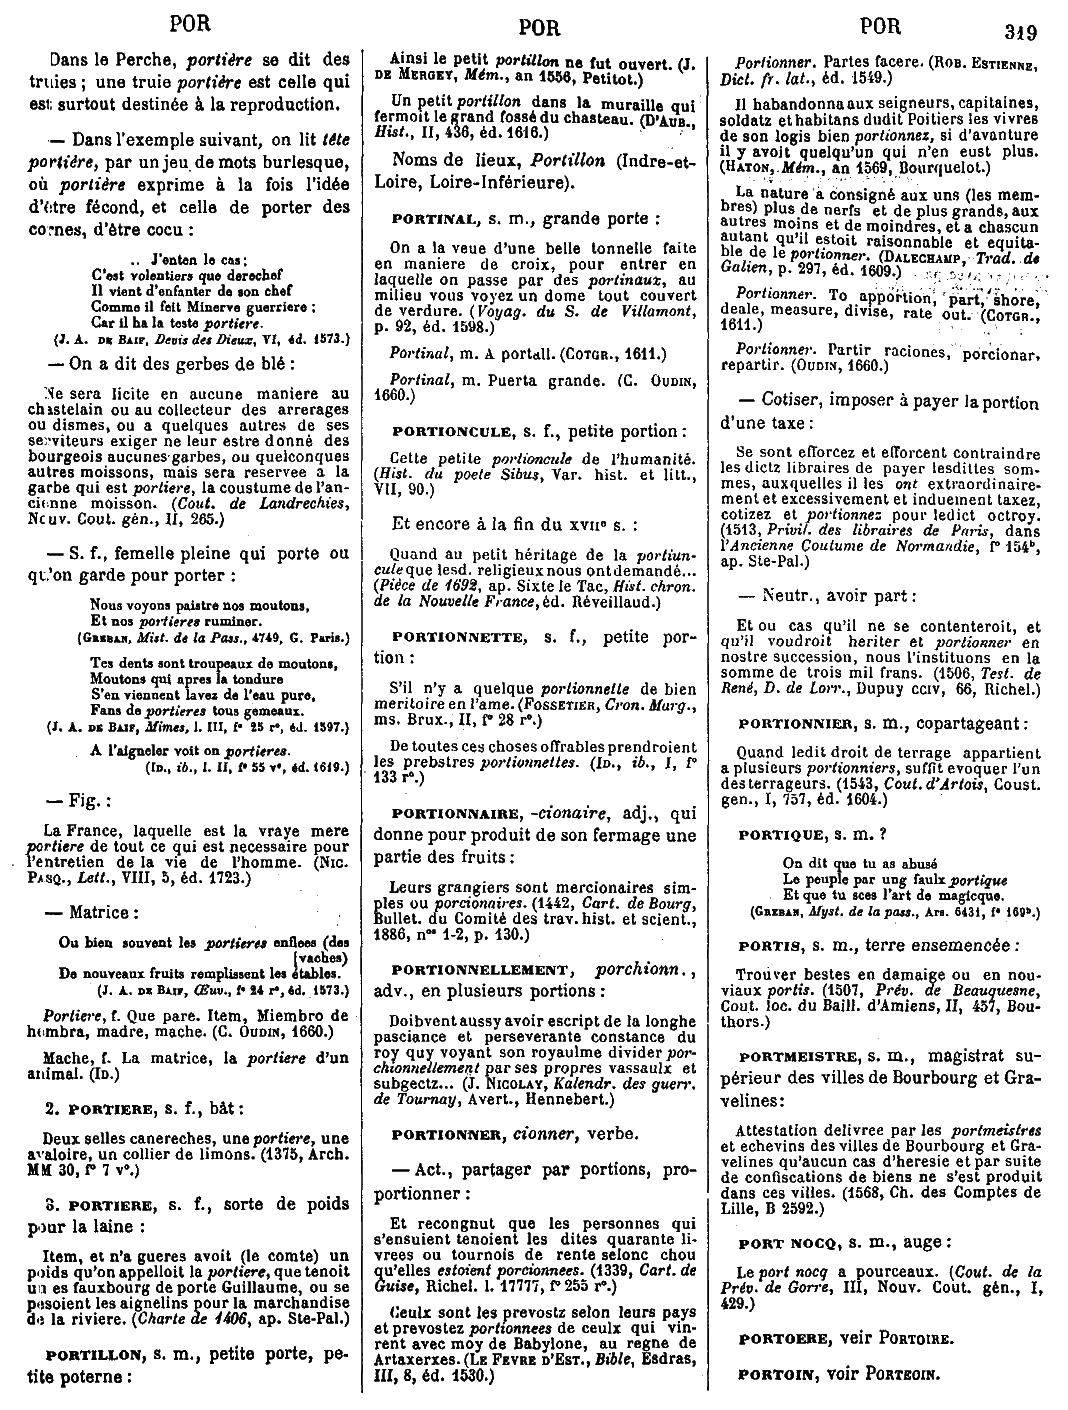 POR
POR
POR
319
Dans le Perche, portière se dit des
truies ; une truie portière est celle qui
est surtout destinée à la reproduction.
— Dans l'exemple suivant, on lit tête
portière, par un jeu de mots burlesque,
où portière exprime à la fois l'idée
d'être fécond, et celle de porter des
cornes, d'être cocu :
.. J'enten le cas ;
C'est volentiers que derechef
Il vient d'enfanter de son chef
Comme il feit Minerve guerriere ;
Car il ha la teste portiere.
(J. A. DE BAIF, Devis des Dieux, VI, éd. 1573.)
— On a dit des gerbes de blé :
Ne sera licite en aucune maniere au
chastelain ou au collecteur des arrerages
ou dismes, ou a quelques autres de ses
serviteurs exiger ne leur estre donné des
bourgeois aucunes garbes, ou quelconques
autres moissons, mais sera reservee a la
garbe qui est portiere, la coustume de l'an-
cienne moisson. (Cout. de Landrechies,
Nouv. Cout. gén., II, 265.)
— S. f., femelle pleine qui porte ou
qu'on garde pour porter :
Nous voyons paistre nos moutons,
Et nos portieres ruminer.
(GREBAN, Mist. de la Pass., 4749, G. Paris.)
Tes dents sont troupeaux de moutons,
Moutons qui apres la tondure
S'en viennent lavez de l'eau pure,
Fans de portieres tous gemeaux.
(J. A. DE BAIF, Mimes, l. III, f° 25 r°, éd. 1597.)
A l'aigneler voit on portieres.
(ID., ib., l. II, f° 55 v°, éd. 1619.)
— Fig. :
La France, laquelle est la vraye mere
portiere de tout ce qui est necessaire pour
l'entretien de la vie de l'homme. (NIC.
PASQ., Lett., VIII, 5, éd. 1723.)
— Matrice :
Ou bien souvent les portieres enflees (des
[vaches)
De nouveaux fruits remplissent les étables.
(J. A. DE BAIF, Œuv., f° 24 r°, éd. 1573.)
Portiere, f. Que pare. Item, Miembro de
hembra, madre, mache. (C. OUDIN, 1660.)
Mache, f. La matrice, la portiere d'un
animal. (ID.)
2. PORTIERE, s. f., bât :
Deux selles canereches, une portiere, une
avaloire, un collier de limons. (1375, Arch.
MM 30, f° 7 v°.)
3. PORTIERE, s. f., sorte de poids
pour la laine :
Item, et n'a gueres avoit (le comte) un
poids qu'on appelloit la portiere, que tenoit
un es fauxbourg de porte Guillaume, ou se
pesoient les aignelins pour la marchandise
de la riviere. (Charte de 1406, ap. Ste-Pal.)
PORTILLON, s. m., petite porte, pe-
tite poterne :
Ainsi le petit portillon ne fut ouvert. (J.
DE MERGEY, Mém., an 1556, Petitot.)
Un petit portillon dans la muraille qui
fermoit le grand fossé du chasteau. (D'AUB.,
Hist., II, 436, éd. 1616.)
Noms de lieux, Portillon (Indre-et-
Loire, Loire-Inférieure).
PORTINAL, s. m., grande porte :
On a la veue d'une belle tonnelle faite
en maniere de croix, pour entrer en
laquelle on passe par des portinaux, au
milieu vous voyez un dome tout couvert
de verdure. (Voyag. du S. de Villamont,
p. 92, éd. 1598.)
Portinal, m. A portall. (COTGR., 1611.)
Portinal, m. Puerta grande. (C. OUDIN,
1660.)
PORTIONCULE, s. f., petite portion :
Cette petite portioncule de l'humanité.
(Hist. du poete Sibus, Var. hist. et litt.,
VII, 90.)
Et encore à la fin du XVIIe s. :
Quand au petit héritage de la portiun-
cule que lesd. religieux nous ont demandé...
(Pièce de 1692, ap. Sixte le Tac, Hist. chron.
de la Nouvelle France, éd. Réveillaud.)
PORTIONNETTE, s. f., petite por-
tion :
S'il n'y a quelque portionnette de bien
meritoire en l'ame. (FOSSETIER, Cron. Marg.,
ms. Brux., II, f° 28 r°.)
De toutes ces choses offrables prendroient
les prebstres portionnettes. (ID., ib., I, f°
133 r°.)
PORTIONNAIRE, -cionaire, adj., qui
donne pour produit de son fermage une
partie des fruits :
Leurs grangiers sont mercionaires sim-
ples ou porcionaires. (1442, Cart. de Bourg,
Bullet. du Comité des trav. hist. et scient.,
1886, nos 1-2, p. 130.)
PORTIONNELLEMENT, porchionn.,
adv., en plusieurs portions :
Doibvent aussy avoir escript de la longhe
pasciance et perseverante constance du
roy quy voyant son royaulme divider por-
chionnellement par ses propres vassaulx et
subgectz... (J. NICOLAY, Kalendr. des guerr.
de Tournay, Avert., Hennebert.)
PORTIONNER, cionner, verbe.
— Act., partager par portions, pro-
portionner :
Et recongnut que les personnes qui
s'ensuient tenoient les dites quarante li-
vrees ou tournois de rente selonc chou
qu'elles estoient porcionnees. (1339, Cart. de
Guise, Richel. l. 17777, f° 255 r°.)
Ceulx sont les prevostz selon leurs pays
et prevostez portionnees de ceulx qui vin-
rent avec moy de Babylone, au regne de
Artaxerxes. (LE FEVRE D'EST., Bible, Esdras,
III, 8, éd. 1530.)
Portionner. Partes facere. (ROB. ESTIENNE,
Dict. fr. lat., éd. 1549.)
Il habandonna aux seigneurs, capitaines,
soldatz et habitans dudit Poitiers les vivres
de son logis bien portionnez, si d'avanture
il y avoit quelqu'un qui n'en eust plus.
(HATON, Mém., an 1569, Bourquelot.)
La nature a consigné aux uns (les mem-
bres) plus de nerfs et de plus grands, aux
autres moins et de moindres, et a chascun
autant qu'il estoit raisonnable et equita-
ble de le portionner. (DALECHAMP, Trad. de
Galien, p. 297, éd. 1609.)
Portionner. To apportion, part, shore,
deale, measure, divise, rate out. (COTGR.,
1611.)
Portionner. Partir raciones, porcionar,
repartir. (OUDIN, 1660.)
— Cotiser, imposer à payer la portion
d'une taxe :
Se sont efforcez et efforcent contraindre
les dictz libraires de payer lesdittes som-
mes, auxquelles il les ont extraordinaire-
ment et excessivement et induement taxez,
cotizez et portionnez pour ledict octroy.
(1513, Privil. des libraires de Paris, dans
l'Ancienne Coutume de Normandie, f° 154b,
ap. Ste-Pal.)
— Neutr., avoir part :
Et ou cas qu'il ne se contenteroit, et
qu'il voudroit heriter et portionner en
nostre succession, nous l'instituons en la
somme de trois mil frans. (1506, Test. de
René, D. de Lorr., Dupuy CCIV, 66, Richel.)
PORTIONNIER, s. m., copartageant :
Quand ledit droit de terrage appartient
a plusieurs portionniers, suffit evoquer l'un
des terrageurs. (1543, Cout. d'Artois, Coust.
gen., I, 757, éd. 1604.)
PORTIQUE, s. m. ?
On dit que tu as abusé
Le peuple par ung faulx portique
Et que tu sces l'art de magicque.
(GREBAN, Myst. de la pass., Ars. 6431, f° 169b.)
PORTIS, s. m., terre ensemencée :
Trouver bestes en damaige ou en nou-
viaux portis. (1507, Prév. de Beauquesne,
Cout. loc. du Baill. d'Amiens, II, 457, Bou-
thors.)
PORTMEISTRE, s. m., magistrat su-
périeur des villes de Bourbourg et Gra-
velines :
Attestation delivree par les portmeistres
et echevins des villes de Bourbourg et Gra-
velines qu'aucun cas d'heresie et par suite
de confiscations de biens ne s'est produit
dans ces villes. (1568, Ch. des Comptes de
Lille, B 2592.)
PORT NOCQ, s. m., auge :
Le port nocq a pourceaux. (Cout. de la
Prév. de Gorre, III, Nouv. Cout. gén., I,
429.)
PORTOERE, veir PORTOIRE.
PORTOIN, voir PORTEOIN.